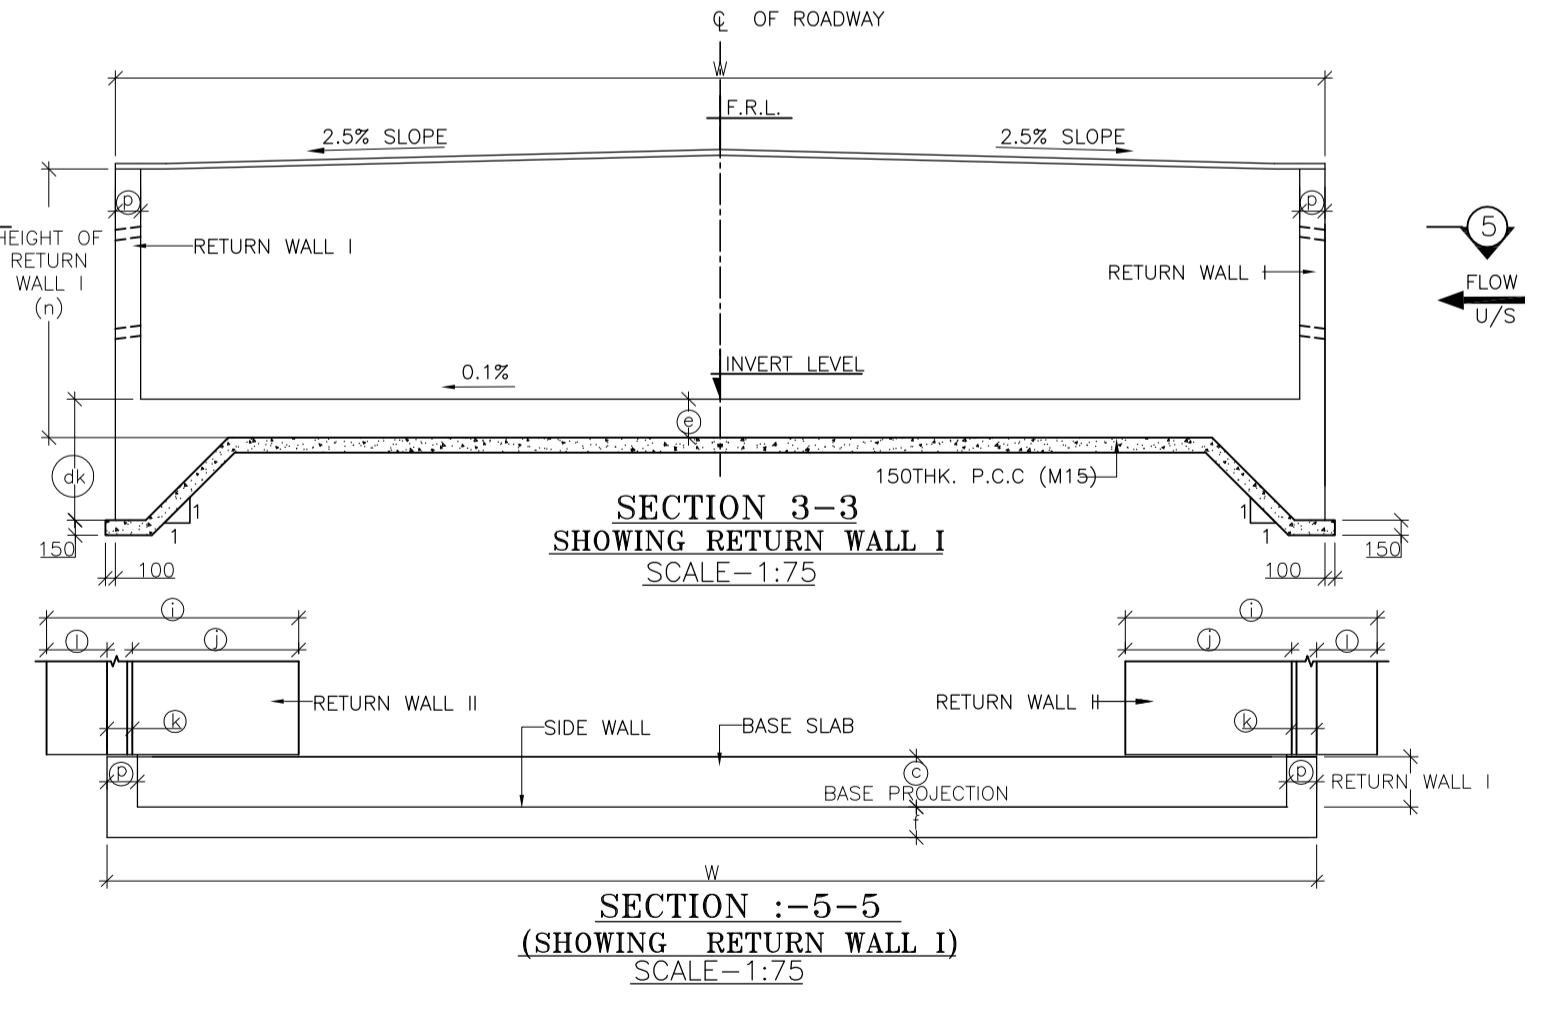 ℄ OF ROADWAY
W
F.R.L.
2.5% SLOPE
2.5% SLOPE
p
p
HEIGHT OF
RETURN
WALL I
(n)
RETURN WALL I
RETURN WALL I
5
FLOW
U/S
0.1%
INVERT LEVEL
e
dk
150THK. P.C.C (M15)
1
1
1
1
150
100
150
100
SECTION 3-3
SHOWING RETURN WALL I
SCALE-1:75
i
i
l
j
j
l
RETURN WALL II
RETURN WALL II
k
k
SIDE WALL
BASE SLAB
p
c
p
RETURN WALL I
BASE PROJECTION
f
W
SECTION :-5-5
(SHOWING RETURN WALL I)
SCALE-1:75